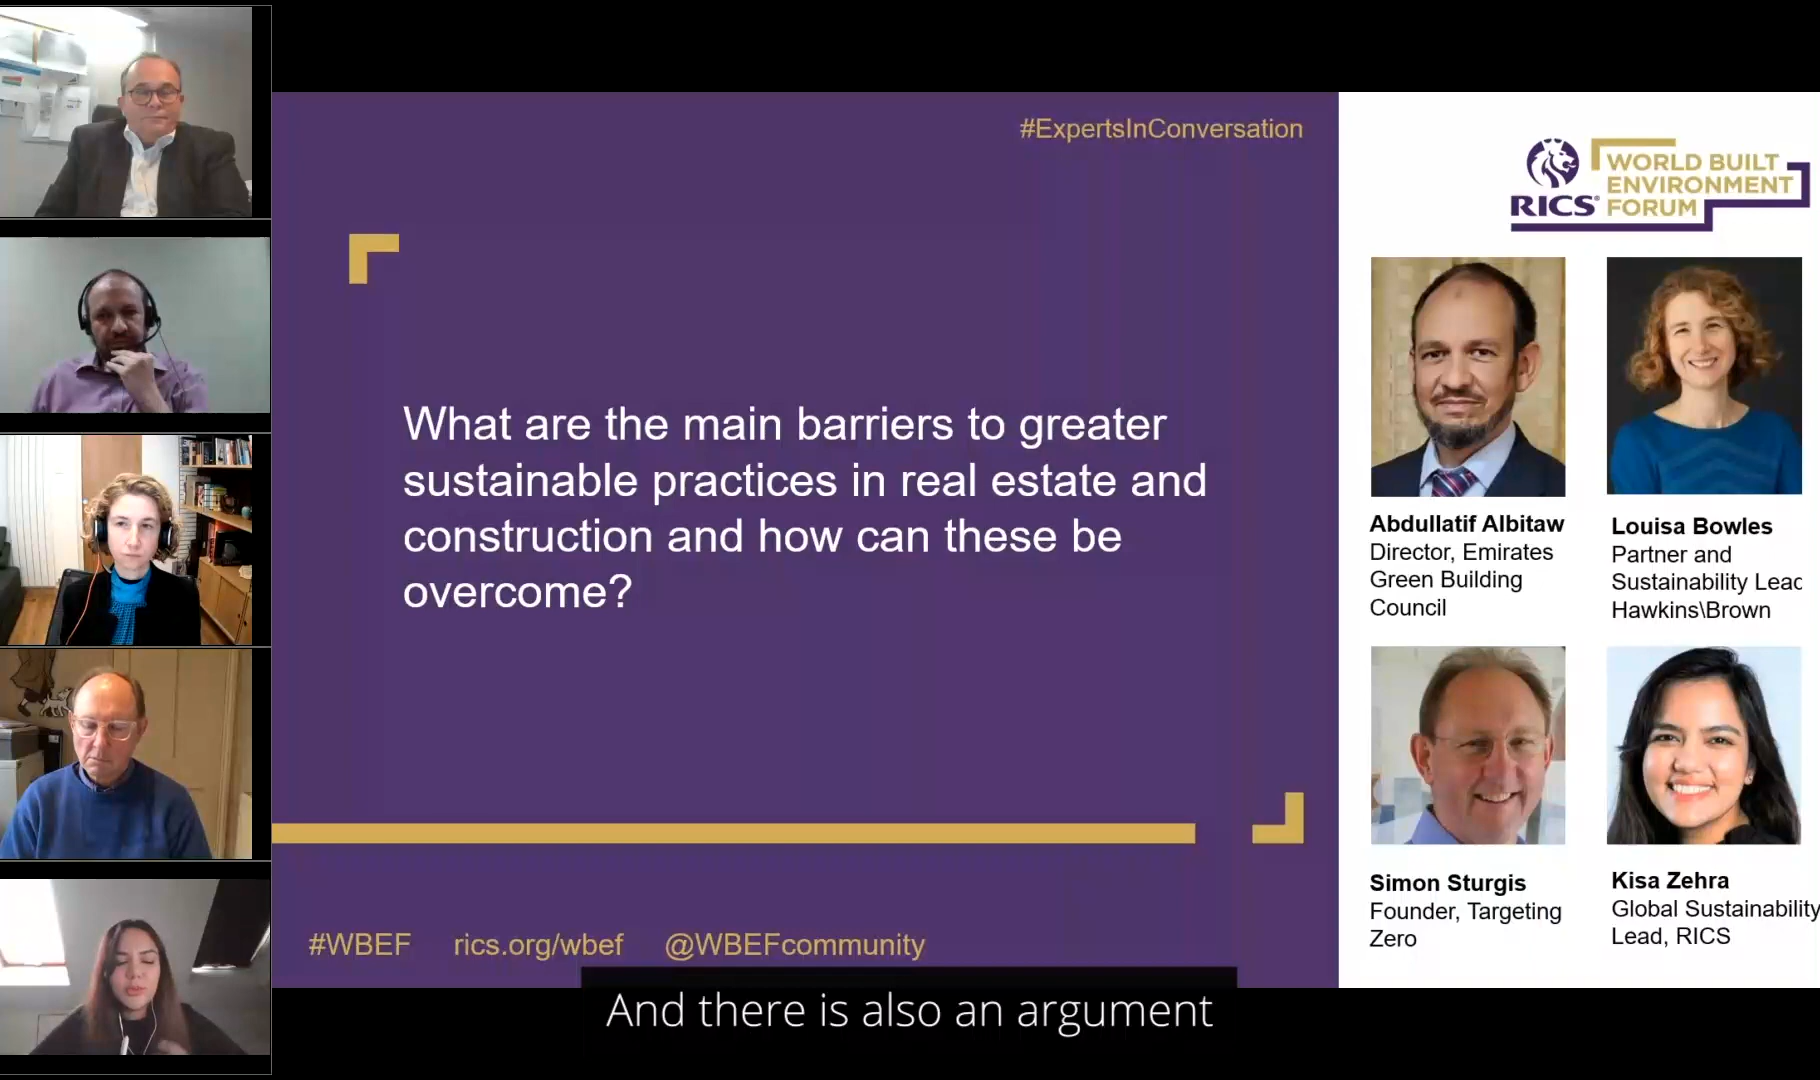 #ExpertsInConversation
What are the main barriers to greater
sustainable practices in real estate and
construction and how can these be
overcome?
#WBEF rics.org/wbef @WBEFcommunity
RICS®
WORLD BUILT
ENVIRONMENT
FORUM
Abdullatif Albitaw
Director, Emirates
Green Building
Council
Louisa Bowles
Partner and
Sustainability Lead
Hawkins\Brown
Simon Sturgis
Founder, Targeting
Zero
Kisa Zehra
Global Sustainability
Lead, RICS
And there is also an argument